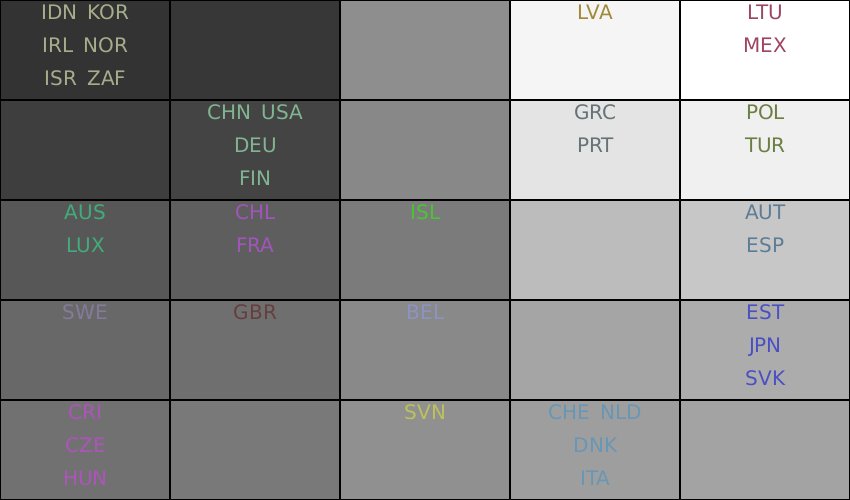 IDN KOR
IRL NOR
ISR ZAF
LVA
LTU
MEX
CHN USA
DEU
FIN
GRC
PRT
POL
TUR
AUS
LUX
CHL
FRA
ISL
AUT
ESP
SWE
GBR
BEL
EST
JPN
SVK
CRI
CZE
HUN
SVN
CHE NLD
DNK
ITA